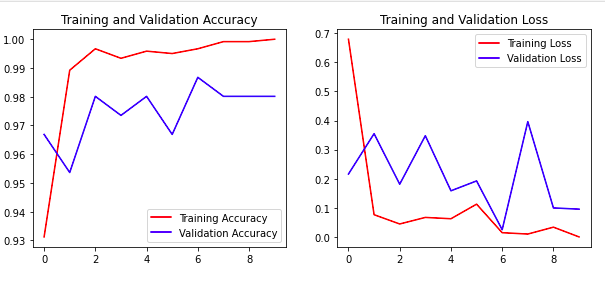 Training and Validation Accuracy
1.00
0.99
0.98
0.97
0.96
0.95
0.94
0.93
0 2 4 6 8
Training Accuracy
Validation Accuracy
Training and Validation Loss
0.7
0.6
0.5
0.4
0.3
0.2
0.1
0.0
0 2 4 6 8
Training Loss
Validation Loss